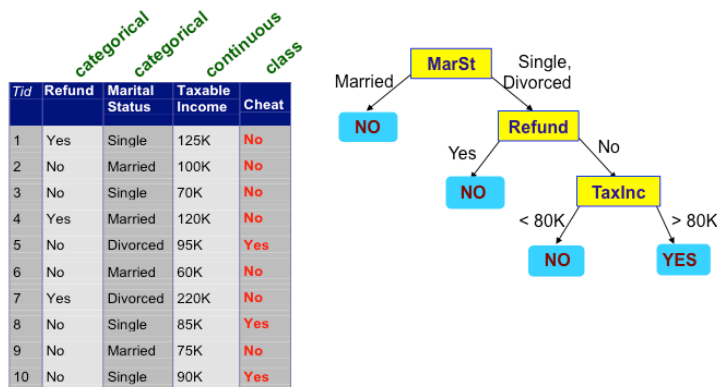 categorical
categorical
continuous
class
Tid Refund Marital Status Taxable Income Cheat
1 Yes Single 125K No
2 No Married 100K No
3 No Single 70K No
4 Yes Married 120K No
5 No Divorced 95K Yes
6 No Married 60K No
7 Yes Divorced 220K No
8 No Single 85K Yes
9 No Married 75K No
10 No Single 90K Yes
MarSt
Married
Single,
Divorced
NO
Refund
Yes
No
NO
TaxInc
< 80K
> 80K
NO
YES